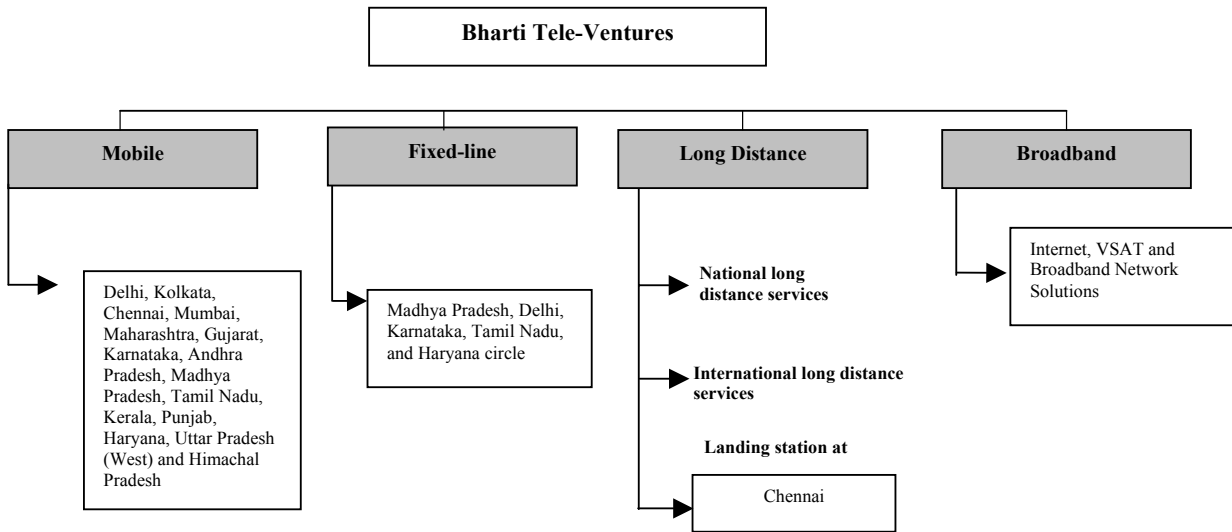 Bharti Tele-Ventures
Mobile
Fixed-line
Long Distance
Broadband
Delhi, Kolkata,
Chennai, Mumbai,
Maharashtra, Gujarat,
Karnataka, Andhra
Pradesh, Madhya
Pradesh, Tamil Nadu,
Kerala, Punjab,
Haryana, Uttar Pradesh
(West) and Himachal
Pradesh
Madhya Pradesh, Delhi,
Karnataka, Tamil Nadu,
and Haryana circle
National long
distance services
International long distance
services
Landing station at
Chennai
Internet, VSAT and
Broadband Network
Solutions